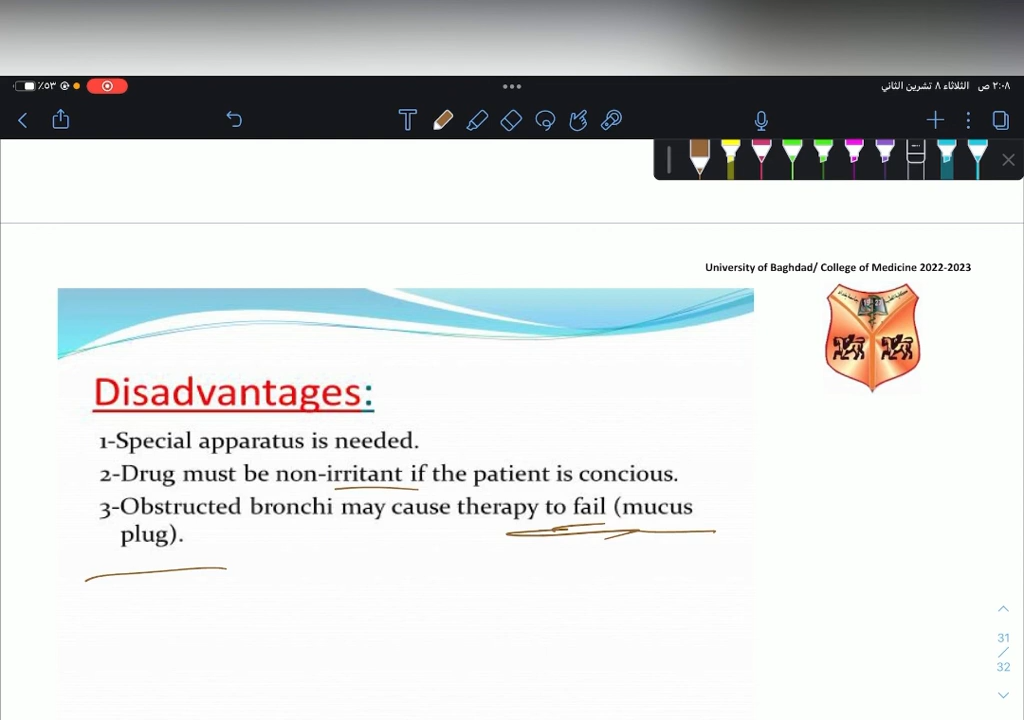 ٪٥٣
الثلاثاء ٨ تشرين الثاني ٢:٠٨ ص
University of Baghdad/ College of Medicine 2022-2023
Disadvantages:
1-Special apparatus is needed.
2-Drug must be non-irritant if the patient is concious.
3-Obstructed bronchi may cause therapy to fail (mucus
plug).
31
/
32